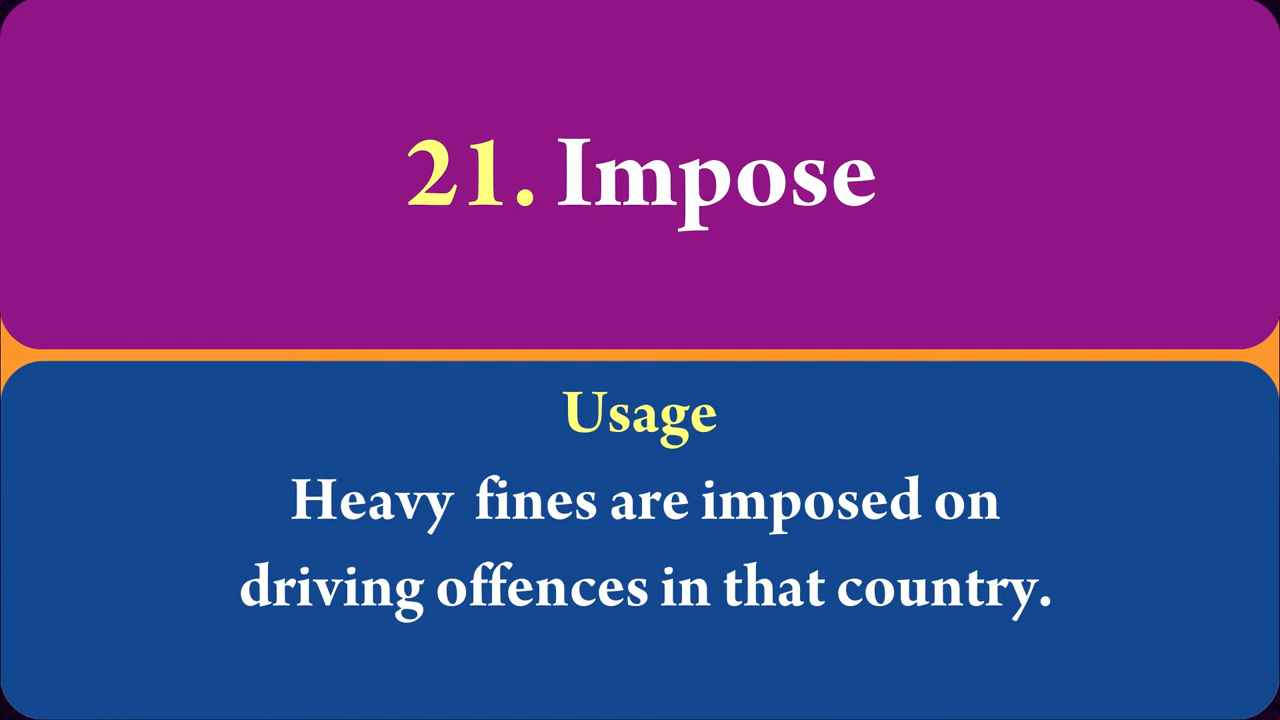 21. Impose
Usage
Heavy  fines are imposed on
driving offences in that country.